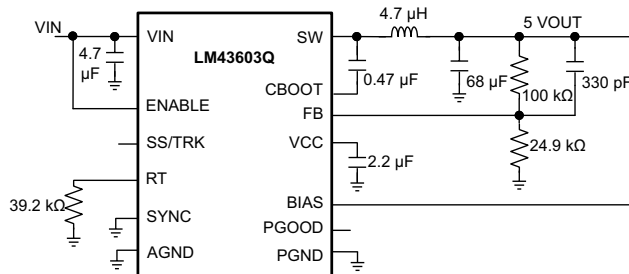 VIN
4.7
µF
39.2 kΩ
VIN
ENABLE
SS/TRK
RT
SYNC
AGND
LM43603Q
SW
CBOOT
FB
VCC
BIAS
PGOOD
PGND
4.7 µH
5 VOUT
0.47 µF
68 µF
100 kΩ
330 pF
24.9 kΩ
2.2 µF